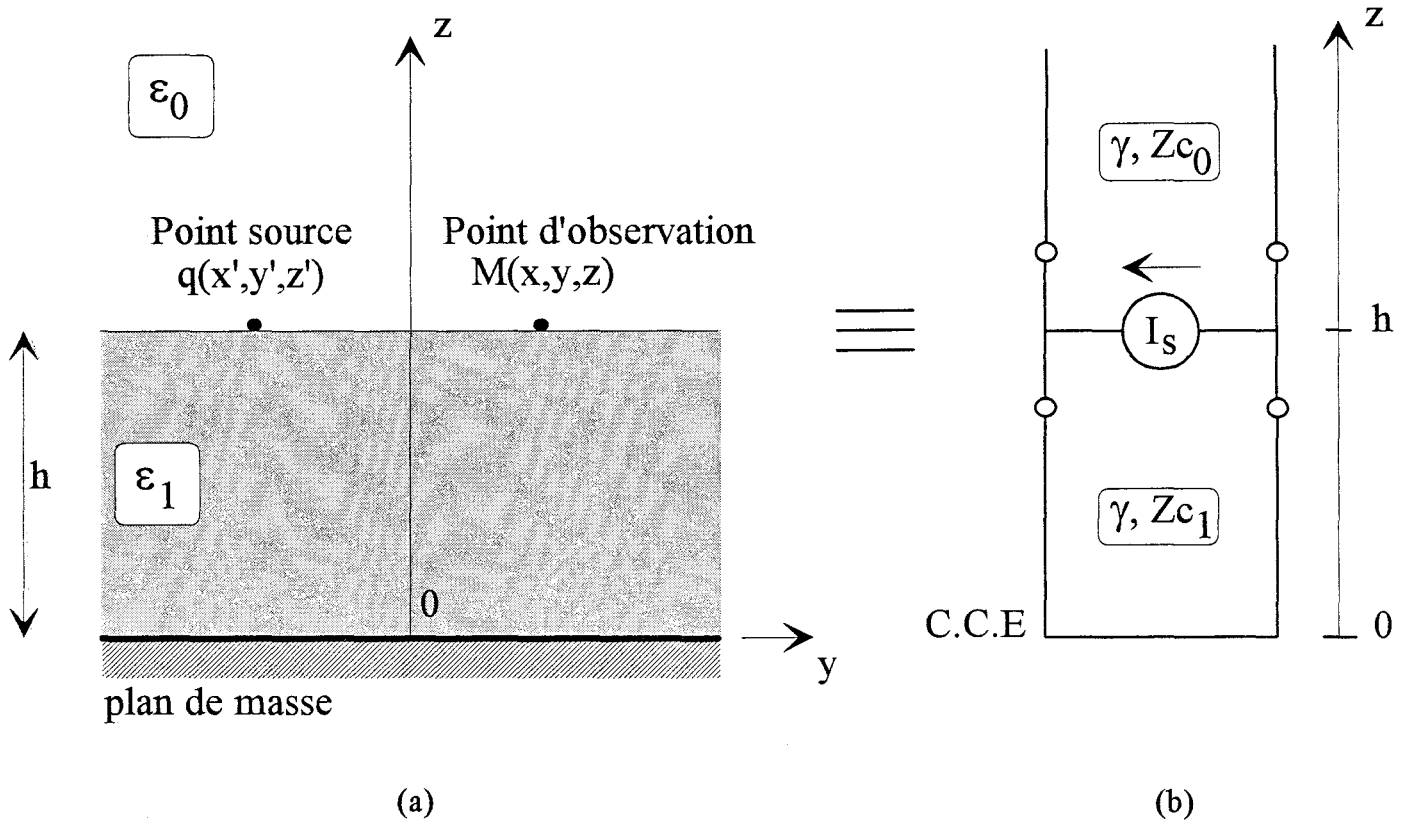 z
ε0
Point source
q(x',y',z')
Point d'observation
M(x,y,z)
h
ε1
0
y
plan de masse
(a)
z
γ, Zc0
Is
h
γ, Zc1
C.C.E
0
(b)